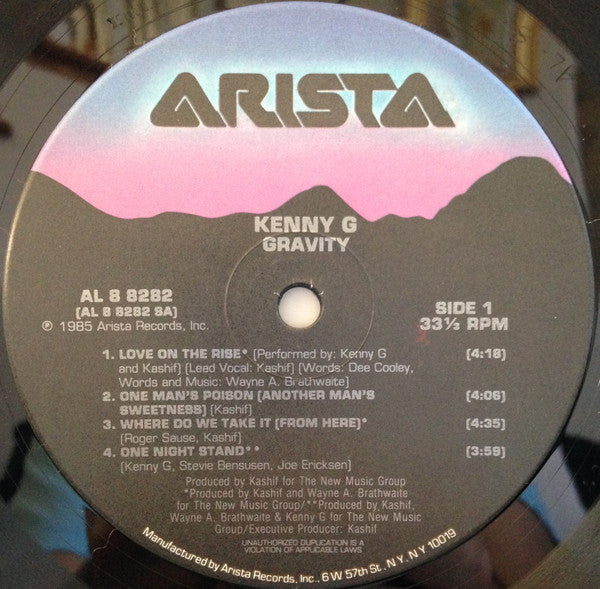 ARISTA
KENNY G
GRAVITY
AL 8 8282
(AL 8 8282 SA)
℗ 1985 Arista Records, Inc.
SIDE 1
33⅓ RPM
1. LOVE ON THE RISE* (Performed by: Kenny G (4:18)
and Kashif) (Lead Vocal: Kashif) (Words: Dee Cooley,
Words and Music: Wayne A. Brathwaite)
2. ONE MAN'S POISON (ANOTHER MAN'S (4:06)
SWEETNESS) (Kashif)
3. WHERE DO WE TAKE IT (FROM HERE)* (4:35)
(Roger Sause, Kashif)
4. ONE NIGHT STAND** (3:59)
(Kenny G, Stevie Bensusen, Joe Ericksen)
Produced by Kashif for The New Music Group
*Produced by Kashif and Wayne A. Brathwaite
for The New Music Group/**Produced by Kashif,
Wayne A. Brathwaite & Kenny G for The New Music
Group/Executive Producer: Kashif
UNAUTHORIZED DUPLICATION IS A
VIOLATION OF APPLICABLE LAWS
Manufactured by Arista Records, Inc., 6 W 57th St., N.Y., N.Y. 10019